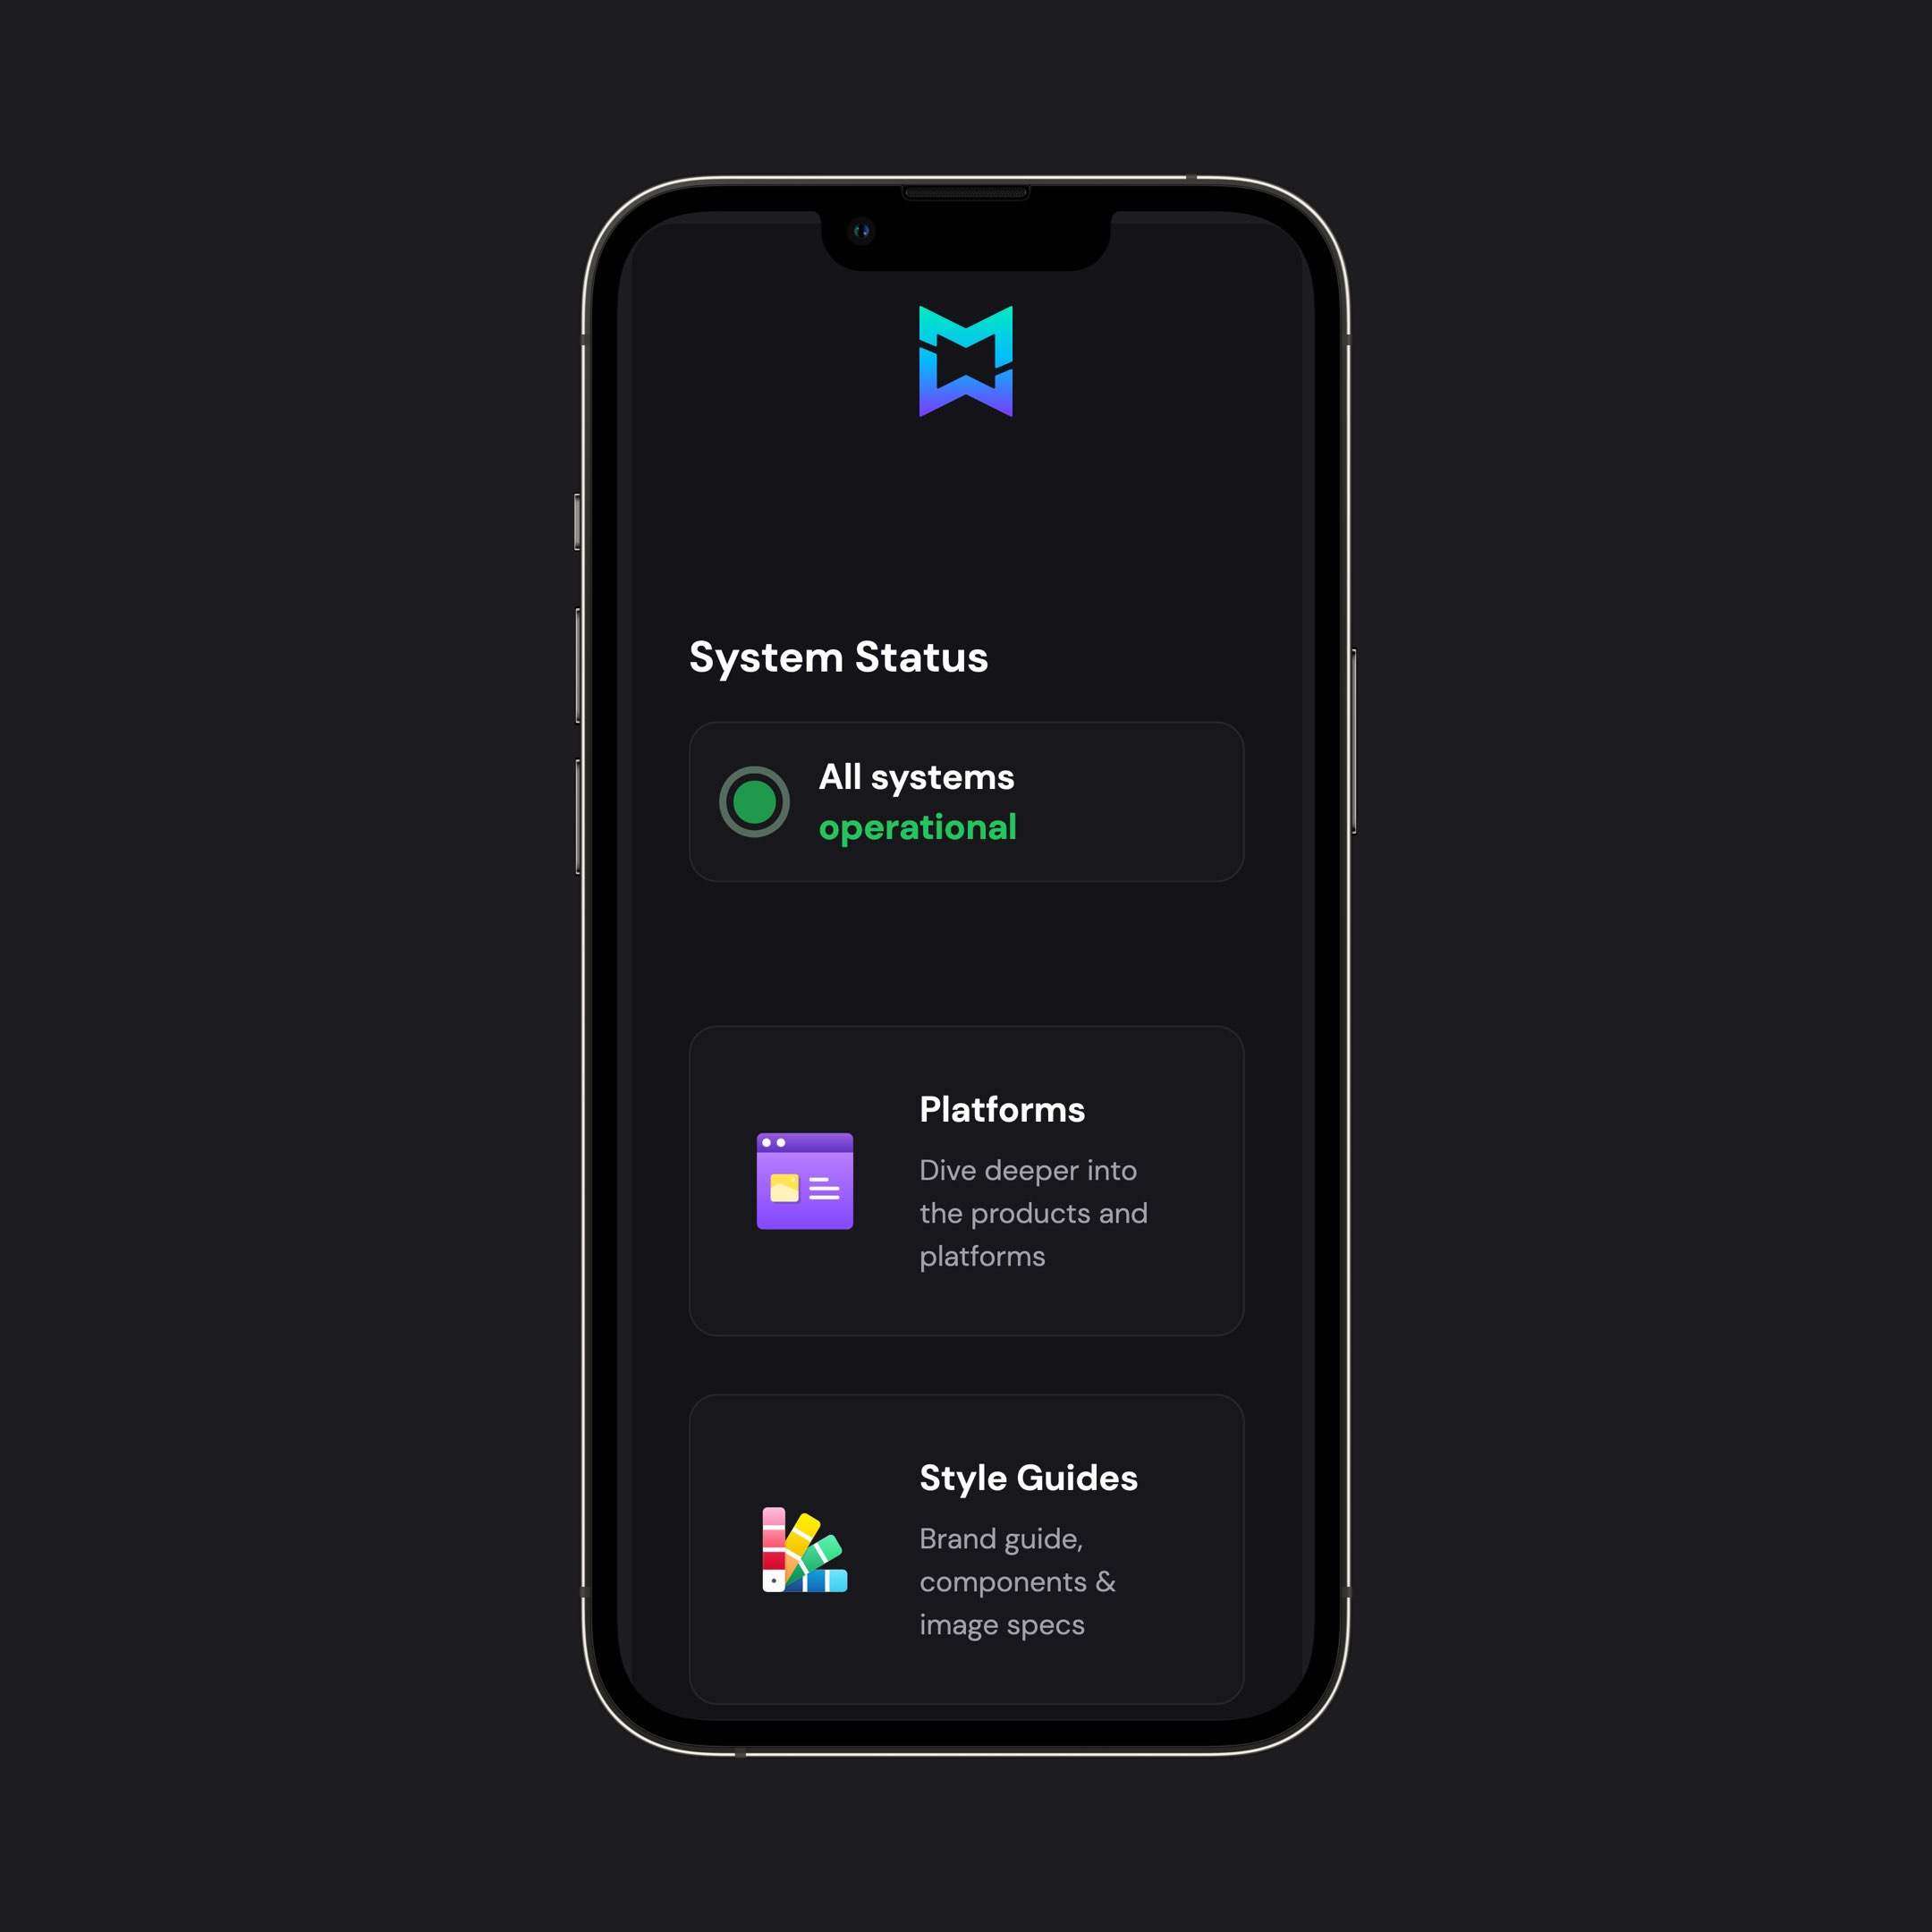 System Status
All systems
operational
Platforms
Dive deeper into
the products and
platforms
Style Guides
Brand guide,
components &
image specs